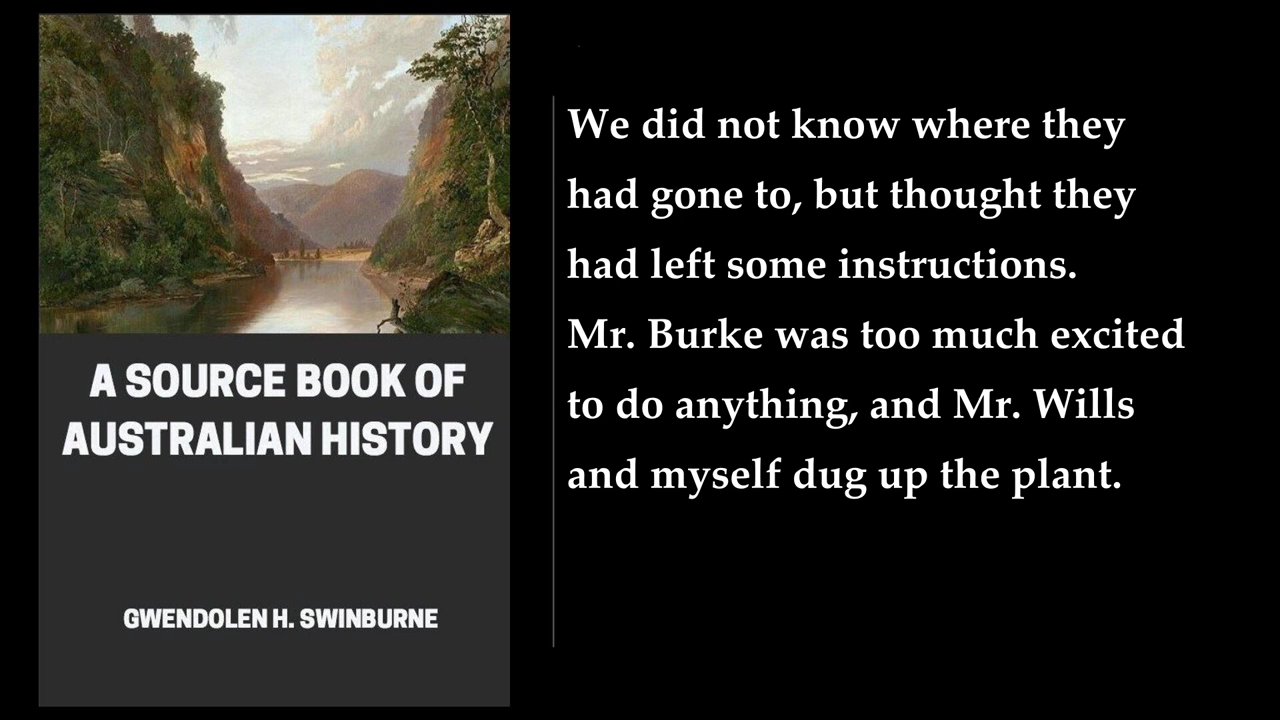 A SOURCE BOOK OF
AUSTRALIAN HISTORY
GWENDOLEN H. SWINBURNE
We did not know where they
had gone to, but thought they
had left some instructions.
Mr. Burke was too much excited
to do anything, and Mr. Wills
and myself dug up the plant.